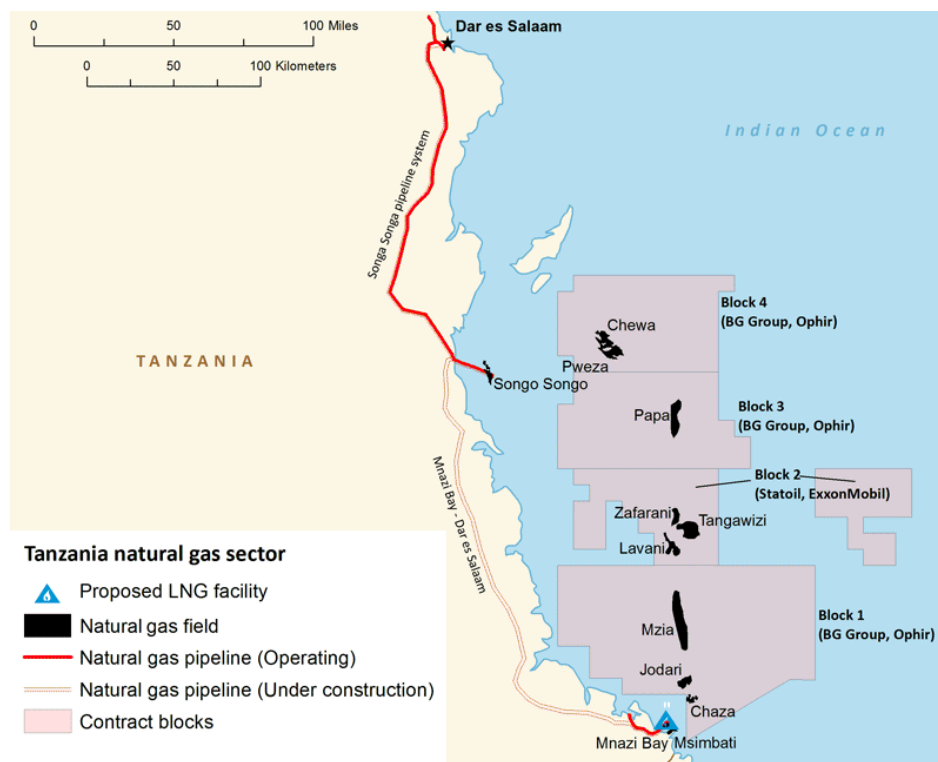 0 50 100 Miles
0 50 100 Kilometers
Dar es Salaam
Indian Ocean
Songa Songa pipeline system
Block 4
(BG Group, Ophir)
Chewa
Pweza
TANZANIA
Songo Songo
Papa
Block 3
(BG Group, Ophir)
Mnazi Bay - Dar es Salaam
Block 2
(Statoil, ExxonMobil)
Zafarani
Tangawizi
Lavani
Tanzania natural gas sector
Proposed LNG facility
Natural gas field
Natural gas pipeline (Operating)
Natural gas pipeline (Under construction)
Contract blocks
Block 1
(BG Group, Ophir)
Mzia
Jodari
Chaza
Mnazi Bay
Msimbati